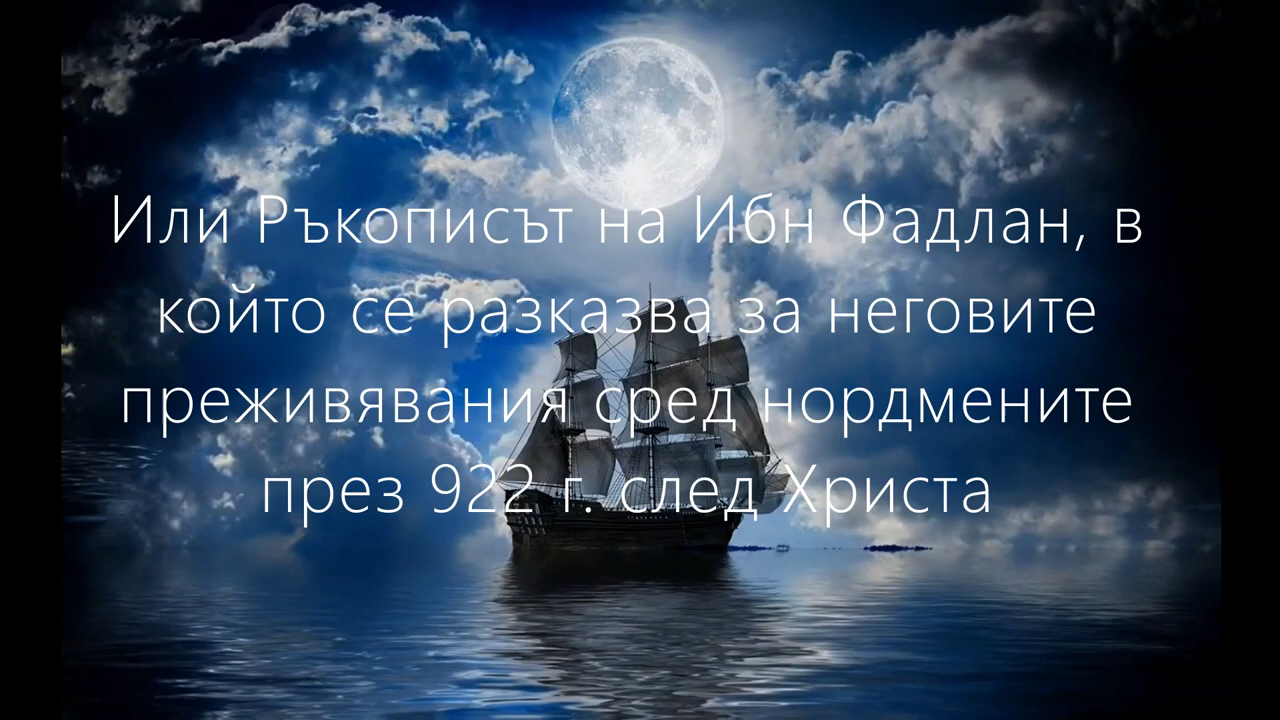 Или Ръкописът на Ибн Фадлан, в
който се разказва за неговите
преживявания сред нордмените
през 922 г. след Христа